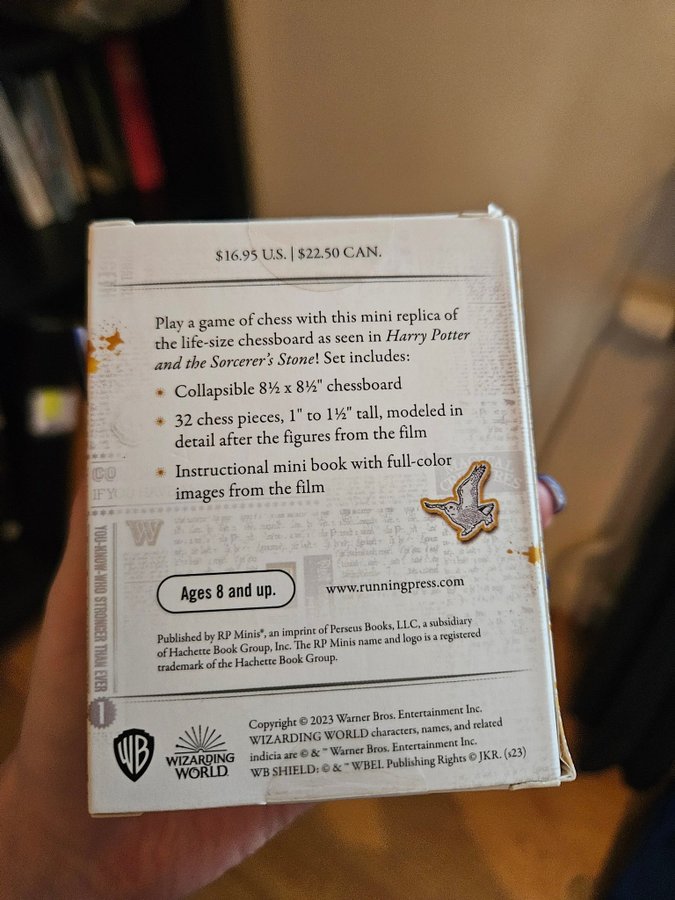 $16.95 U.S. | $22.50 CAN.
Play a game of chess with this mini replica of
the life-size chessboard as seen in Harry Potter
and the Sorcerer's Stone! Set includes:
Collapsible 8½ x 8½" chessboard
32 chess pieces, 1" to 1½" tall, modeled in
detail after the figures from the film
Instructional mini book with full-color
images from the film
CO
IF YOU HAVE
W
YOU-KNOW-WHO STRONGER THAN EVER
1
Ages 8 and up.
www.runningpress.com
Published by RP Minis®, an imprint of Perseus Books, LLC, a subsidiary
of Hachette Book Group, Inc. The RP Minis name and logo is a registered
trademark of the Hachette Book Group.
WB
WIZARDING
WORLD
Copyright © 2023 Warner Bros. Entertainment Inc.
WIZARDING WORLD characters, names, and related
indicia are © & ™ Warner Bros. Entertainment Inc.
WB SHIELD: © & ™ WBEI. Publishing Rights © JKR. (s23)